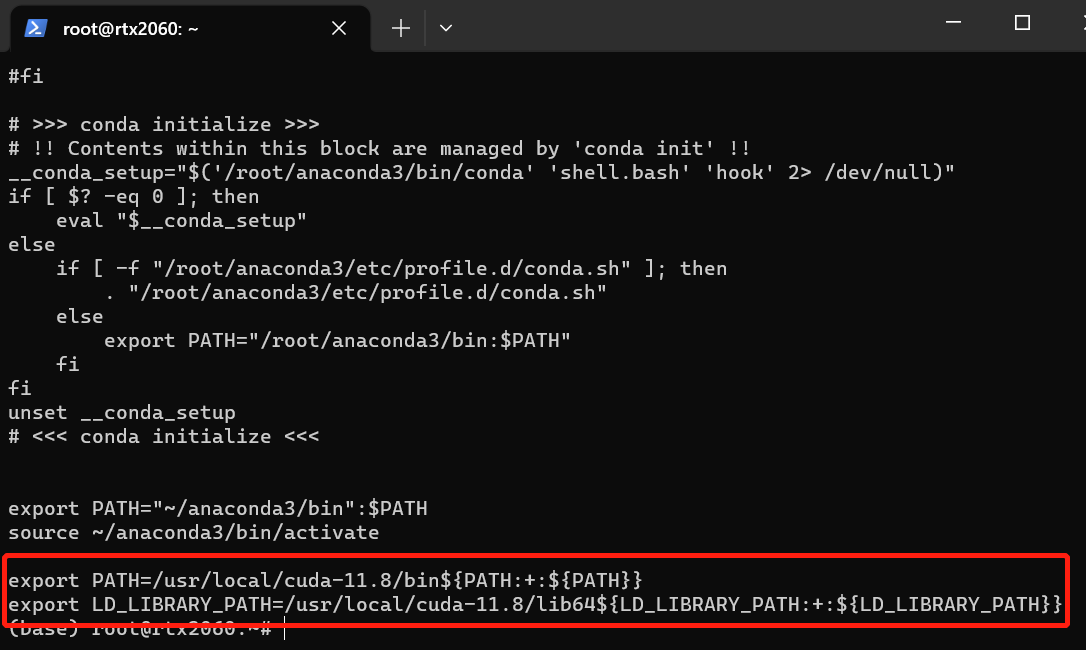 root@rtx2060: ~
#fi
# >>> conda initialize >>>
# !! Contents within this block are managed by 'conda init' !!
__conda_setup="$('/root/anaconda3/bin/conda' 'shell.bash' 'hook' 2> /dev/null)"
if [ $? -eq 0 ]; then
    eval "$__conda_setup"
else
    if [ -f "/root/anaconda3/etc/profile.d/conda.sh" ]; then
        . "/root/anaconda3/etc/profile.d/conda.sh"
    else
        export PATH="/root/anaconda3/bin:$PATH"
    fi
fi
unset __conda_setup
# <<< conda initialize <<<
export PATH="~/anaconda3/bin":$PATH
source ~/anaconda3/bin/activate
export PATH=/usr/local/cuda-11.8/bin${PATH:+:${PATH}}
export LD_LIBRARY_PATH=/usr/local/cuda-11.8/lib64${LD_LIBRARY_PATH:+:${LD_LIBRARY_PATH}}
(base) root@rtx2060:~#